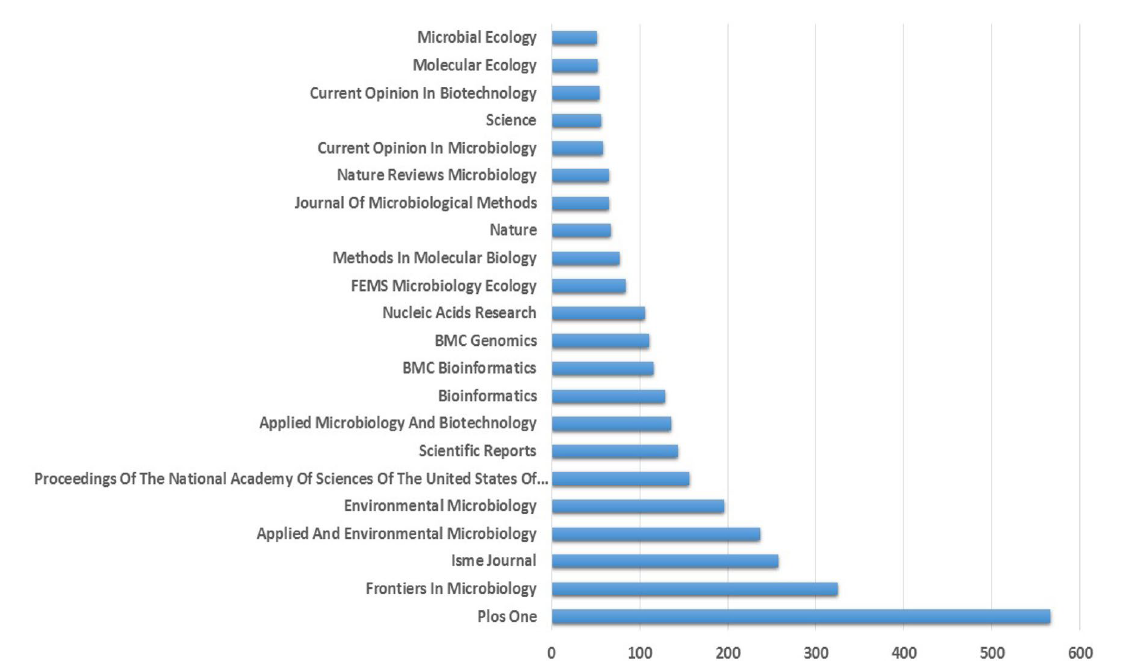 Microbial Ecology
Molecular Ecology
Current Opinion In Biotechnology
Science
Current Opinion In Microbiology
Nature Reviews Microbiology
Journal Of Microbiological Methods
Nature
Methods In Molecular Biology
FEMS Microbiology Ecology
Nucleic Acids Research
BMC Genomics
BMC Bioinformatics
Bioinformatics
Applied Microbiology And Biotechnology
Scientific Reports
Proceedings Of The National Academy Of Sciences Of The United States Of...
Environmental Microbiology
Applied And Environmental Microbiology
Isme Journal
Frontiers In Microbiology
Plos One
0 100 200 300 400 500 600